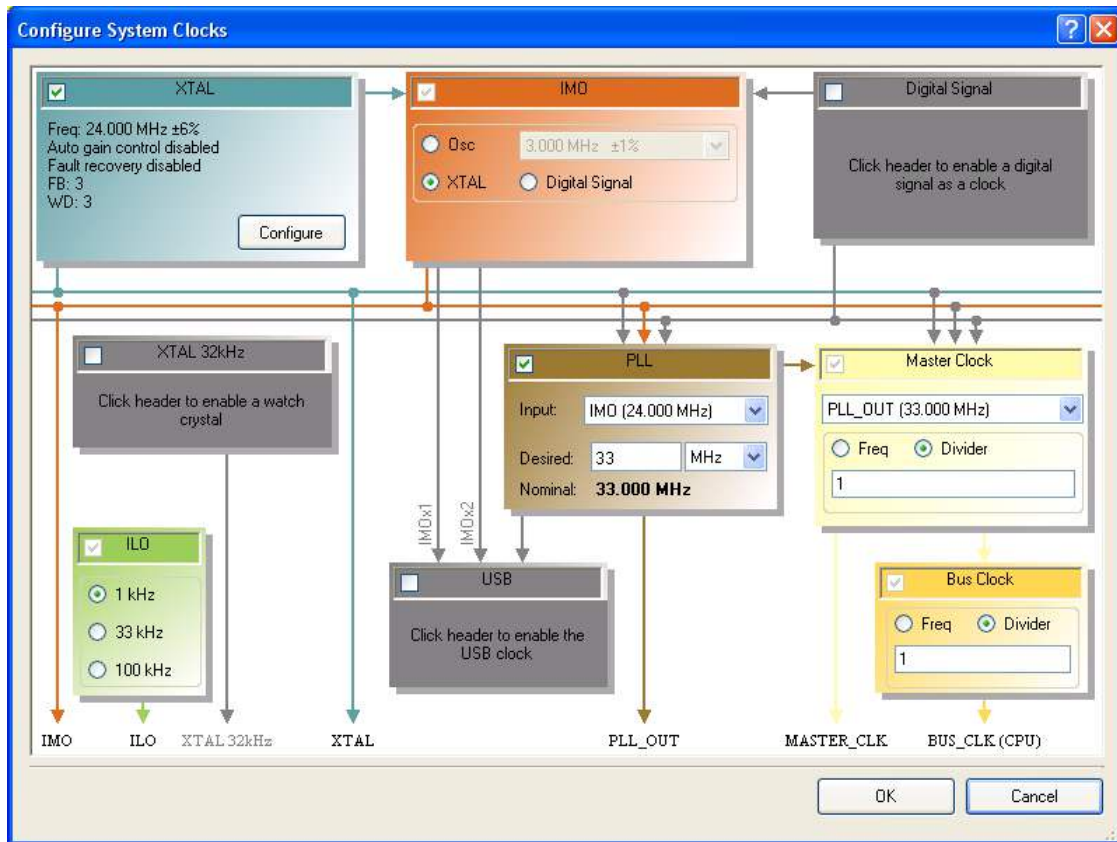 Configure System Clocks
XTAL
Freq: 24.000 MHz ±6%
Auto gain control disabled
Fault recovery disabled
FB: 3
WD: 3
Configure
IMO
Osc
3.000 MHz ±1%
XTAL
Digital Signal
Digital Signal
Click header to enable a digital
signal as a clock
XTAL 32kHz
Click header to enable a watch
crystal
PLL
Input: IMO (24.000 MHz)
Desired: 33 MHz
Nominal: 33.000 MHz
Master Clock
PLL_OUT (33.000 MHz)
Freq Divider
1
IMOx1
IMOx2
ILO
1 kHz
33 kHz
100 kHz
USB
Click header to enable the
USB clock
Bus Clock
Freq Divider
1
IMO ILO XTAL 32kHz XTAL PLL_OUT MASTER_CLK BUS_CLK (CPU)
OK Cancel